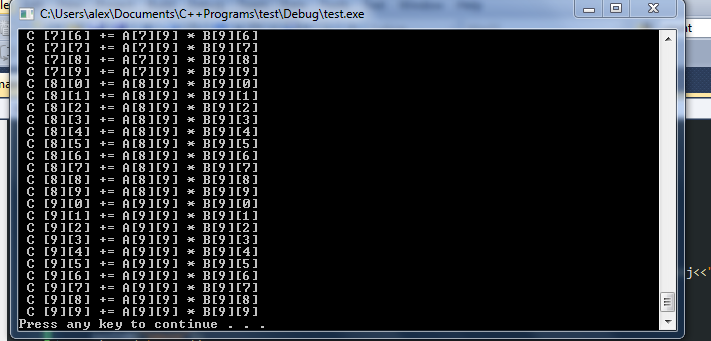 C:\Users\alex\Documents\C++Programs\test\Debug\test.exe
C [7][6] += A[7][9] * B[9][6]
C [7][7] += A[7][9] * B[9][7]
C [7][8] += A[7][9] * B[9][8]
C [7][9] += A[7][9] * B[9][9]
C [8][0] += A[8][9] * B[9][0]
C [8][1] += A[8][9] * B[9][1]
C [8][2] += A[8][9] * B[9][2]
C [8][3] += A[8][9] * B[9][3]
C [8][4] += A[8][9] * B[9][4]
C [8][5] += A[8][9] * B[9][5]
C [8][6] += A[8][9] * B[9][6]
C [8][7] += A[8][9] * B[9][7]
C [8][8] += A[8][9] * B[9][8]
C [8][9] += A[8][9] * B[9][9]
C [9][0] += A[9][9] * B[9][0]
C [9][1] += A[9][9] * B[9][1]
C [9][2] += A[9][9] * B[9][2]
C [9][3] += A[9][9] * B[9][3]
C [9][4] += A[9][9] * B[9][4]
C [9][5] += A[9][9] * B[9][5]
C [9][6] += A[9][9] * B[9][6]
C [9][7] += A[9][9] * B[9][7]
C [9][8] += A[9][9] * B[9][8]
C [9][9] += A[9][9] * B[9][9]
j<<'
Press any key to continue . . .